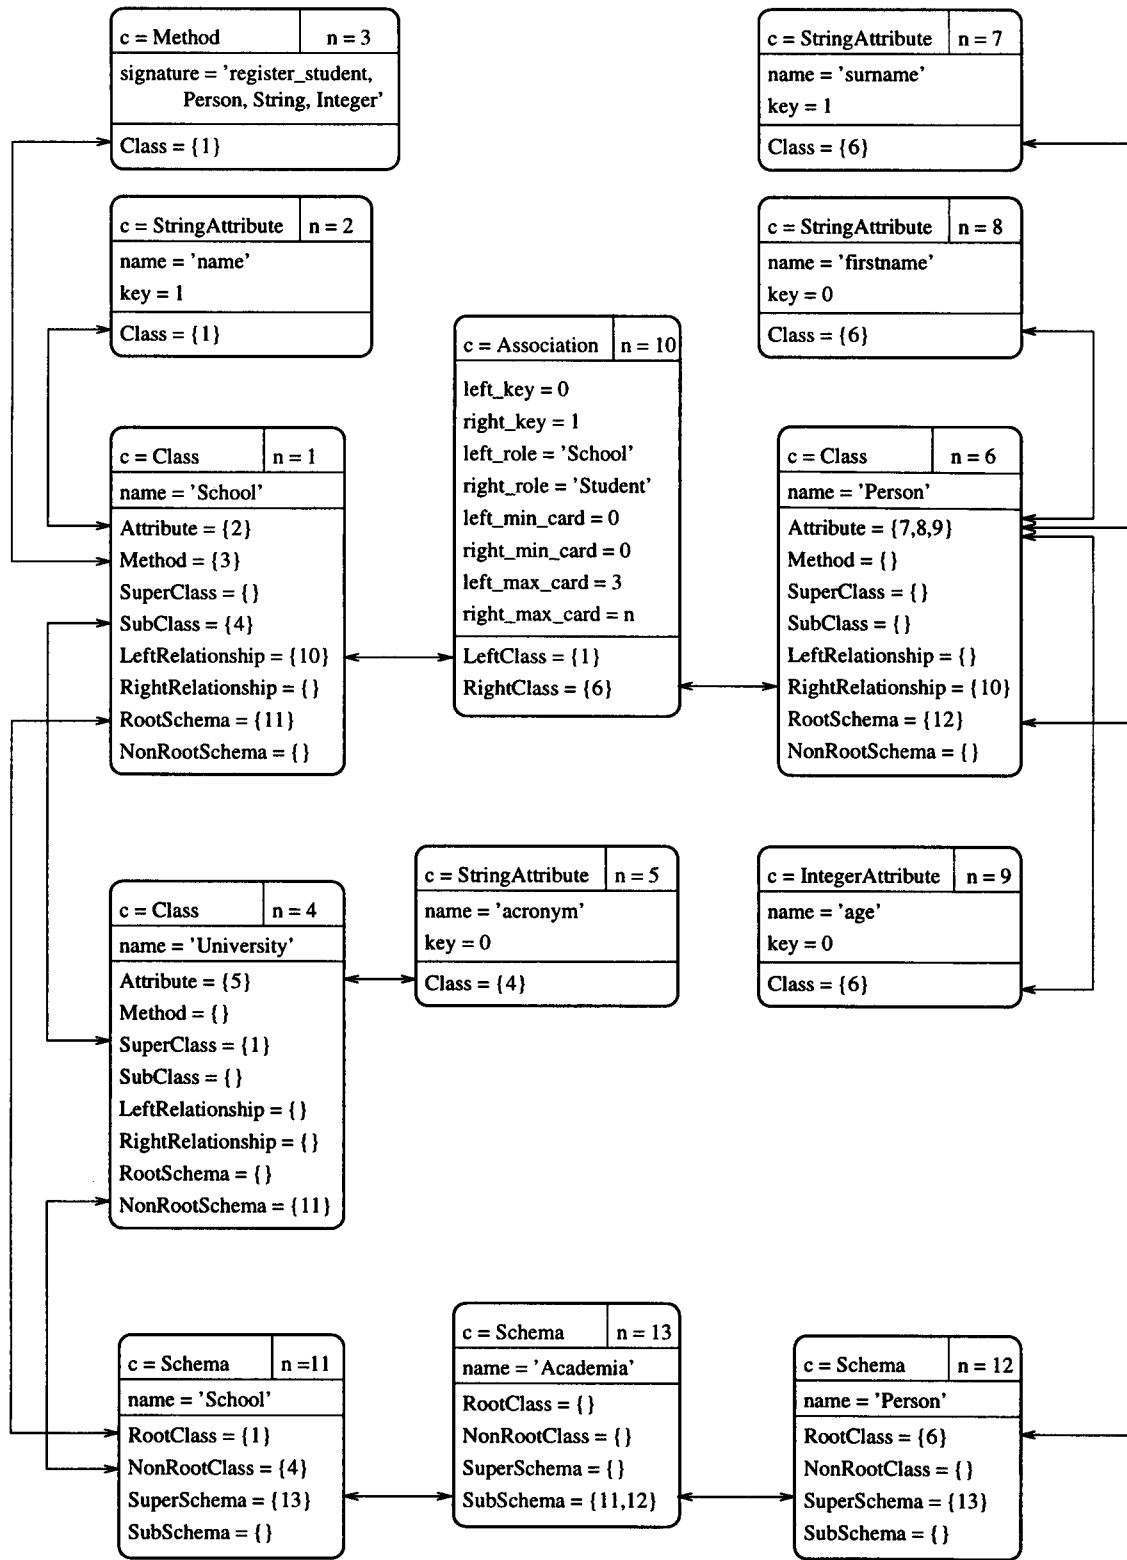 c = Method n = 3
signature = 'register_student,
Person, String, Integer'
Class = {1}
c = StringAttribute n = 7
name = 'surname'
key = 1
Class = {6}
c = StringAttribute n = 2
name = 'name'
key = 1
Class = {1}
c = StringAttribute n = 8
name = 'firstname'
key = 0
Class = {6}
c = Association n = 10
left_key = 0
right_key = 1
left_role = 'School'
right_role = 'Student'
left_min_card = 0
right_min_card = 0
left_max_card = 3
right_max_card = n
LeftClass = {1}
RightClass = {6}
c = Class n = 1
name = 'School'
Attribute = {2}
Method = {3}
SuperClass = { }
SubClass = {4}
LeftRelationship = {10}
RightRelationship = { }
RootSchema = {11}
NonRootSchema = { }
c = Class n = 6
name = 'Person'
Attribute = {7,8,9}
Method = { }
SuperClass = { }
SubClass = { }
LeftRelationship = { }
RightRelationship = {10}
RootSchema = {12}
NonRootSchema = { }
c = Class n = 4
name = 'University'
Attribute = {5}
Method = { }
SuperClass = {1}
SubClass = { }
LeftRelationship = { }
RightRelationship = { }
RootSchema = { }
NonRootSchema = {11}
c = StringAttribute n = 5
name = 'acronym'
key = 0
Class = {4}
c = IntegerAttribute n = 9
name = 'age'
key = 0
Class = {6}
c = Schema n =11
name = 'School'
RootClass = {1}
NonRootClass = {4}
SuperSchema = {13}
SubSchema = { }
c = Schema n = 13
name = 'Academia'
RootClass = { }
NonRootClass = { }
SuperSchema = { }
SubSchema = {11,12}
c = Schema n = 12
name = 'Person'
RootClass = {6}
NonRootClass = { }
SuperSchema = {13}
SubSchema = { }